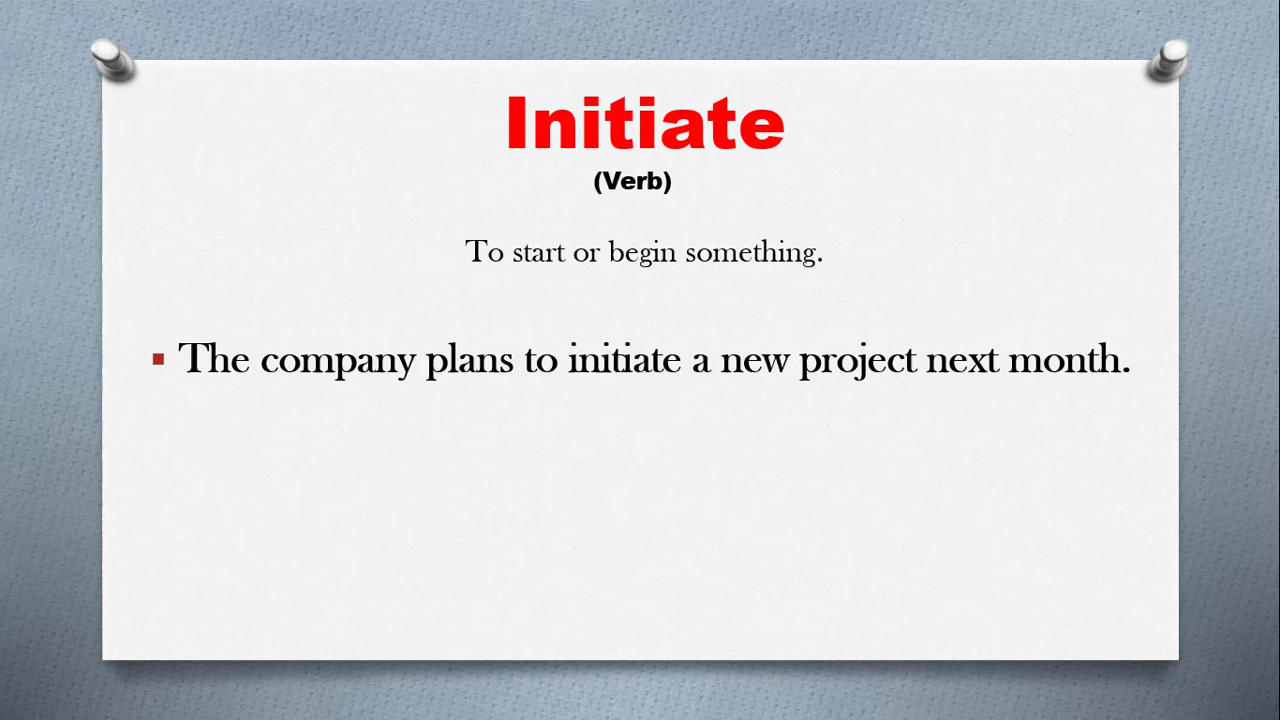 Initiate
(Verb)
To start or begin something.
▪ The company plans to initiate a new project next month.